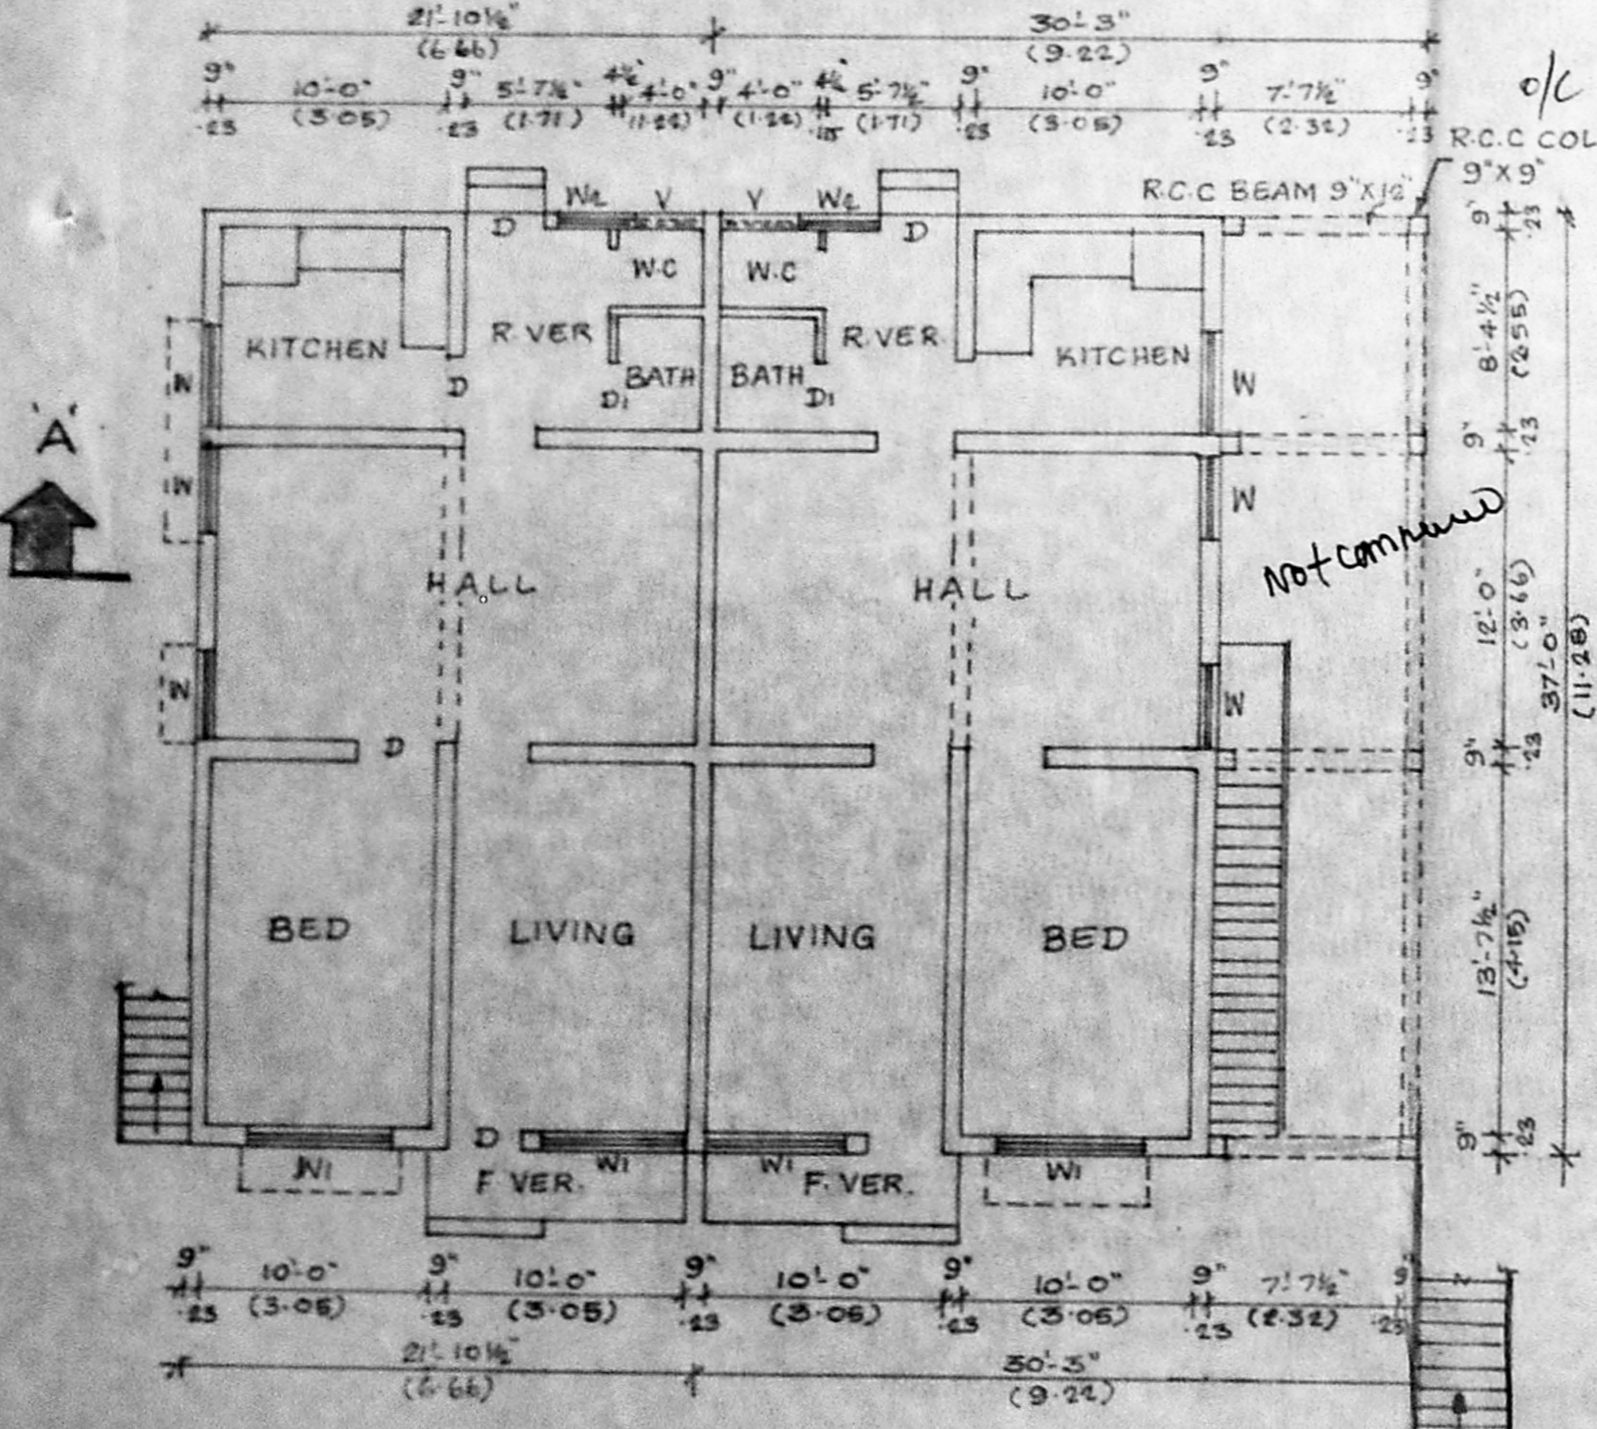 21'-10½" 30'-3"
(6.66) (9.22)
9" 10'-0" 9" 5'-7½" 4½" 4'-0" 9" 4'-0" 4½" 5'-7½" 9" 10'-0" 9" 7'-7½" 9"
.23 (3.05) .23 (1.71) (1.22) (1.22) .115 (1.71) .23 (3.05) .23 (2.32) .23
o/c
R.C.C COL
9"X9"
R.C.C BEAM 9"X12"
W2 V V W2
D D
W.C W.C
KITCHEN R.VER R.VER. KITCHEN
D BATH BATH
D1 D1
W W
'A'
W W
HALL HALL
Not
W W
D
BED LIVING LIVING BED
D
W1 W1 W1 W1
F VER. F. VER.
9" .23
8'-4½" (2.55)
9" .23
12'-0" (3.66)
37'-0" (11.28)
9" .23
13'-7½" (4.15)
9" .23
9" 10'-0" 9" 10'-0" 9" 10'-0" 9" 10'-0" 9" 7'-7½" 9"
.23 (3.05) .23 (3.05) .23 (3.05) .23 (3.05) .23 (2.32) .23
21'-10½" 30'-3"
(6.66) (9.22)